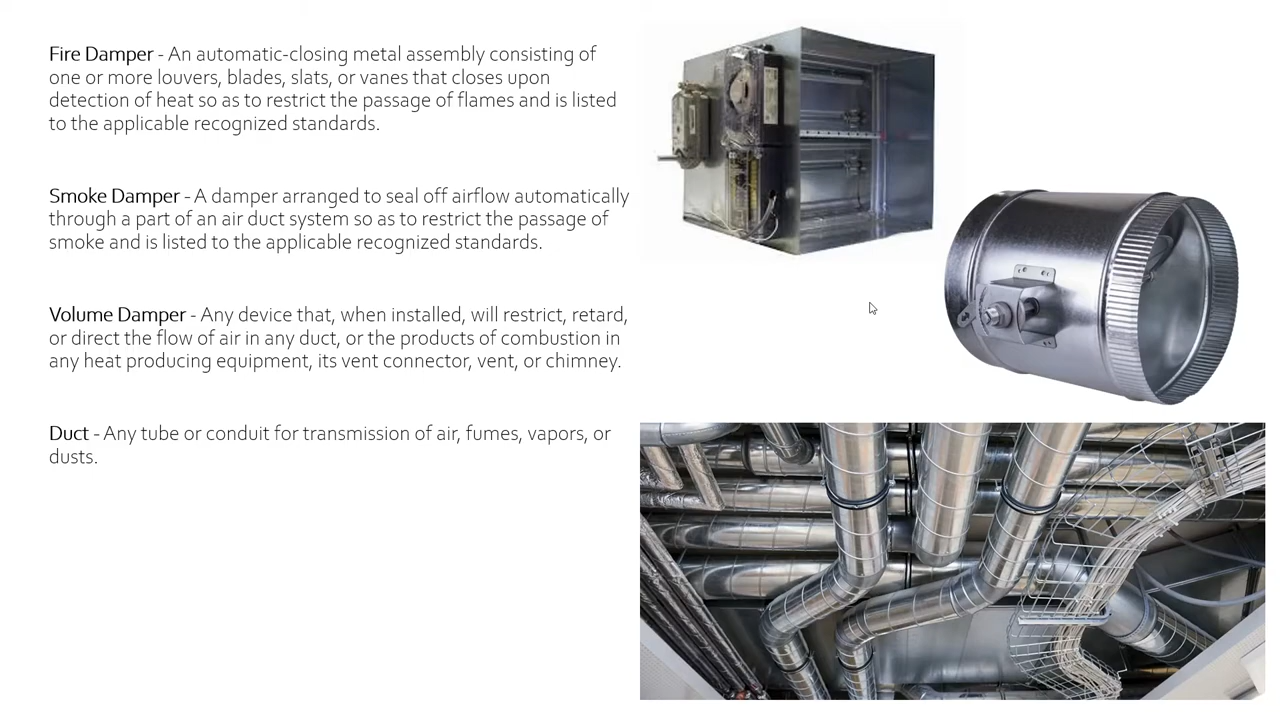 Fire Damper - An automatic-closing metal assembly consisting of
one or more louvers, blades, slats, or vanes that closes upon
detection of heat so as to restrict the passage of flames and is listed
to the applicable recognized standards.
Smoke Damper - A damper arranged to seal off airflow automatically
through a part of an air duct system so as to restrict the passage of
smoke and is listed to the applicable recognized standards.
Volume Damper - Any device that, when installed, will restrict, retard,
or direct the flow of air in any duct, or the products of combustion in
any heat producing equipment, its vent connector, vent, or chimney.
Duct - Any tube or conduit for transmission of air, fumes, vapors, or
dusts.